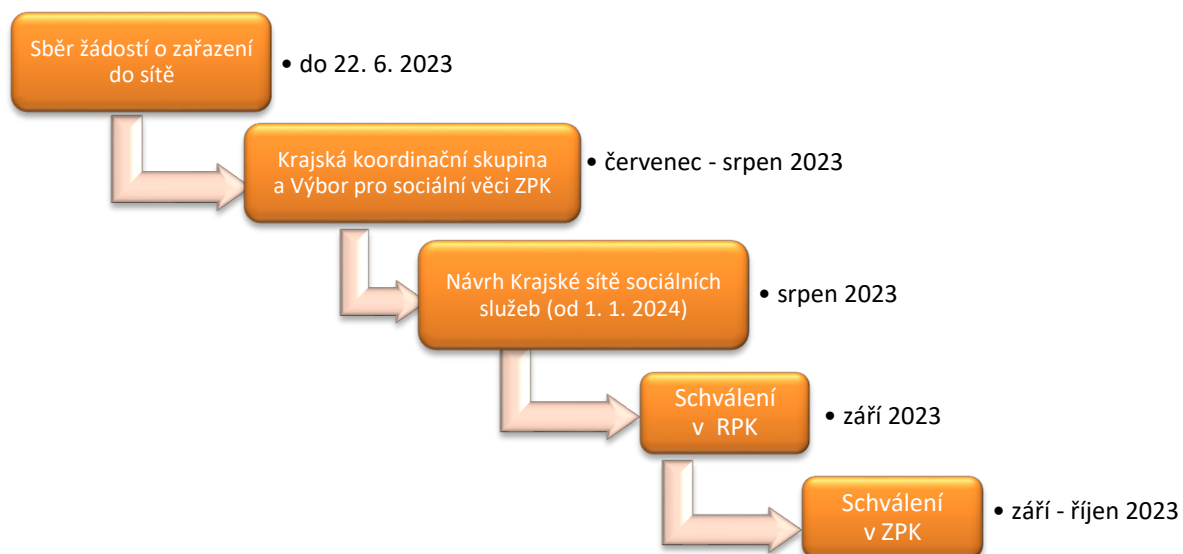 Sběr žádostí o zařazení
do sítě
• do 22. 6. 2023
Krajská koordinační skupina
a Výbor pro sociální věci ZPK
• červenec - srpen 2023
Návrh Krajské sítě sociálních
služeb (od 1. 1. 2024)
• srpen 2023
Schválení
v RPK
• září 2023
Schválení
v ZPK
• září - říjen 2023